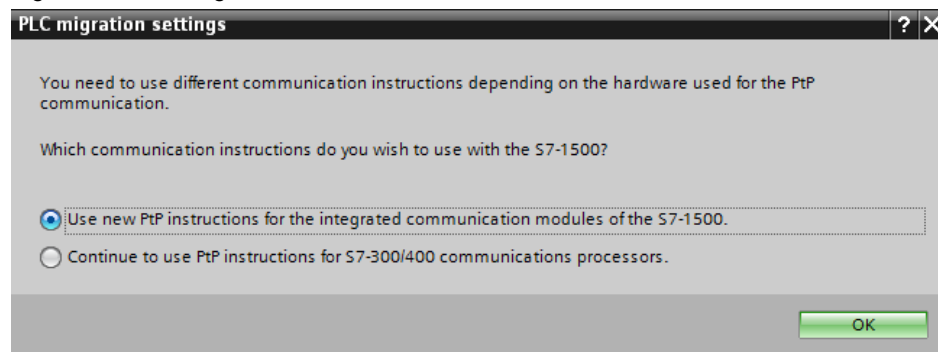 PLC migration settings ? X
You need to use different communication instructions depending on the hardware used for the PtP
communication.
Which communication instructions do you wish to use with the S7-1500?
Use new PtP instructions for the integrated communication modules of the S7-1500.
Continue to use PtP instructions for S7-300/400 communications processors.
OK